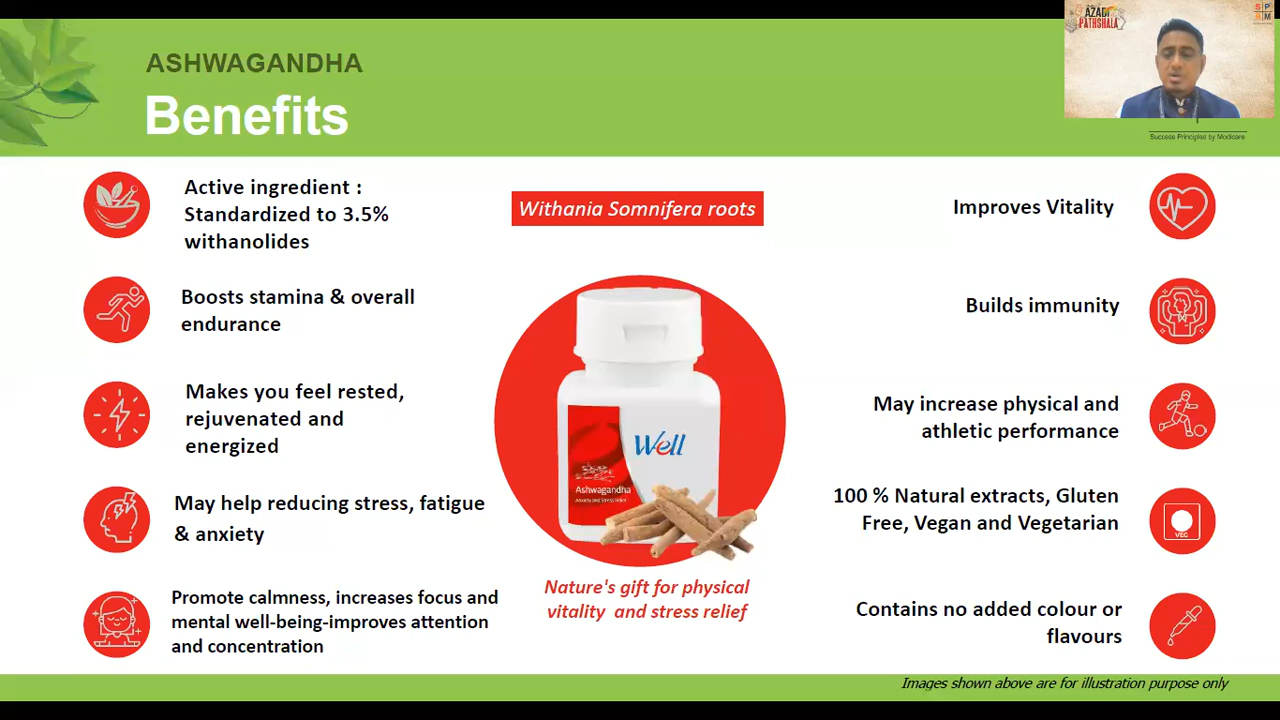 ASHWAGANDHA
Benefits
AZADI
PATHSHALA
S P
B M
Success Principles by Modicare
Active ingredient :
Standardized to 3.5%
withanolides
Boosts stamina & overall
endurance
Makes you feel rested,
rejuvenated and
energized
May help reducing stress, fatigue
& anxiety
Promote calmness, increases focus and
mental well-being-improves attention
and concentration
Withania Somnifera roots
Well
Ashwagandha
Anxiety and Stress Relief
Nature's gift for physical
vitality and stress relief
Improves Vitality
Builds immunity
May increase physical and
athletic performance
100 % Natural extracts, Gluten
Free, Vegan and Vegetarian
VEG
Contains no added colour or
flavours
Images shown above are for illustration purpose only